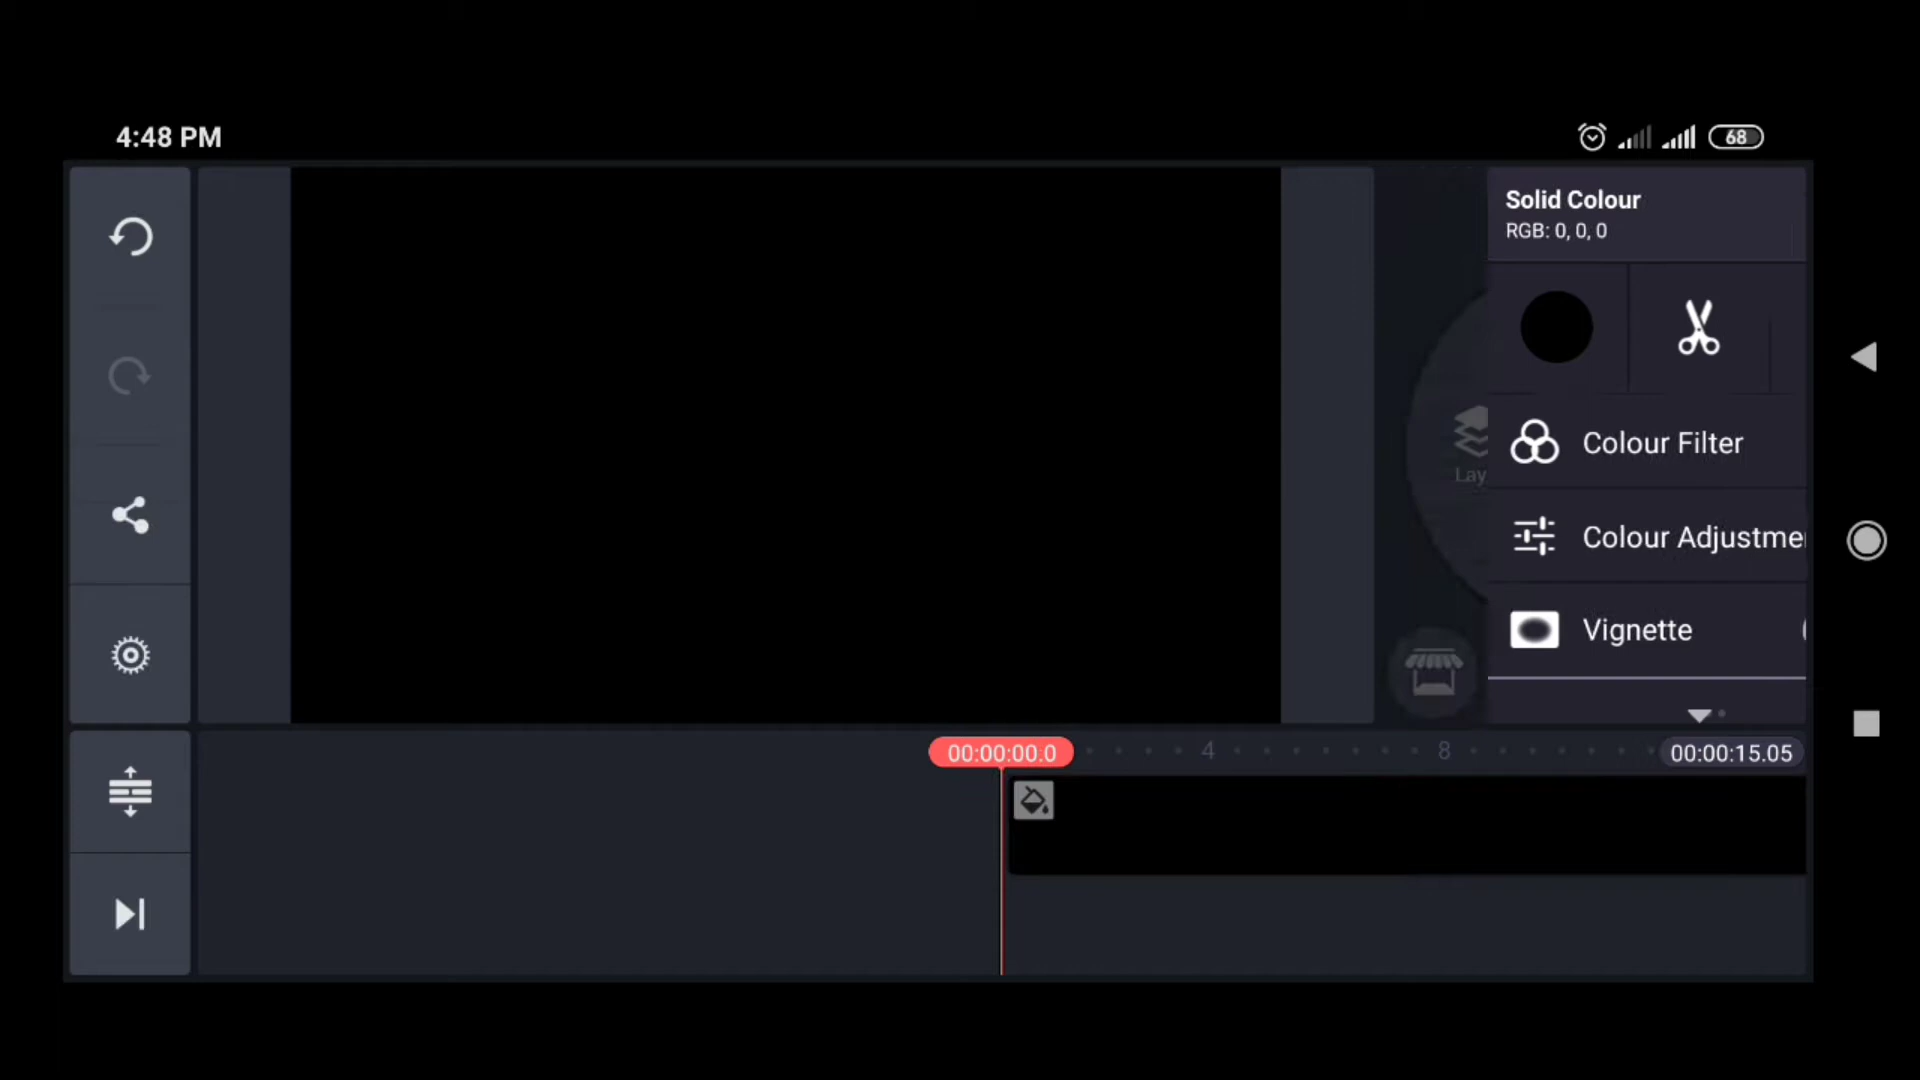 4:48 PM
68
Solid Colour
RGB: 0, 0, 0
Colour Filter
Lay
Colour Adjustme
Vignette
00:00:00.0
4
8
00:00:15.05